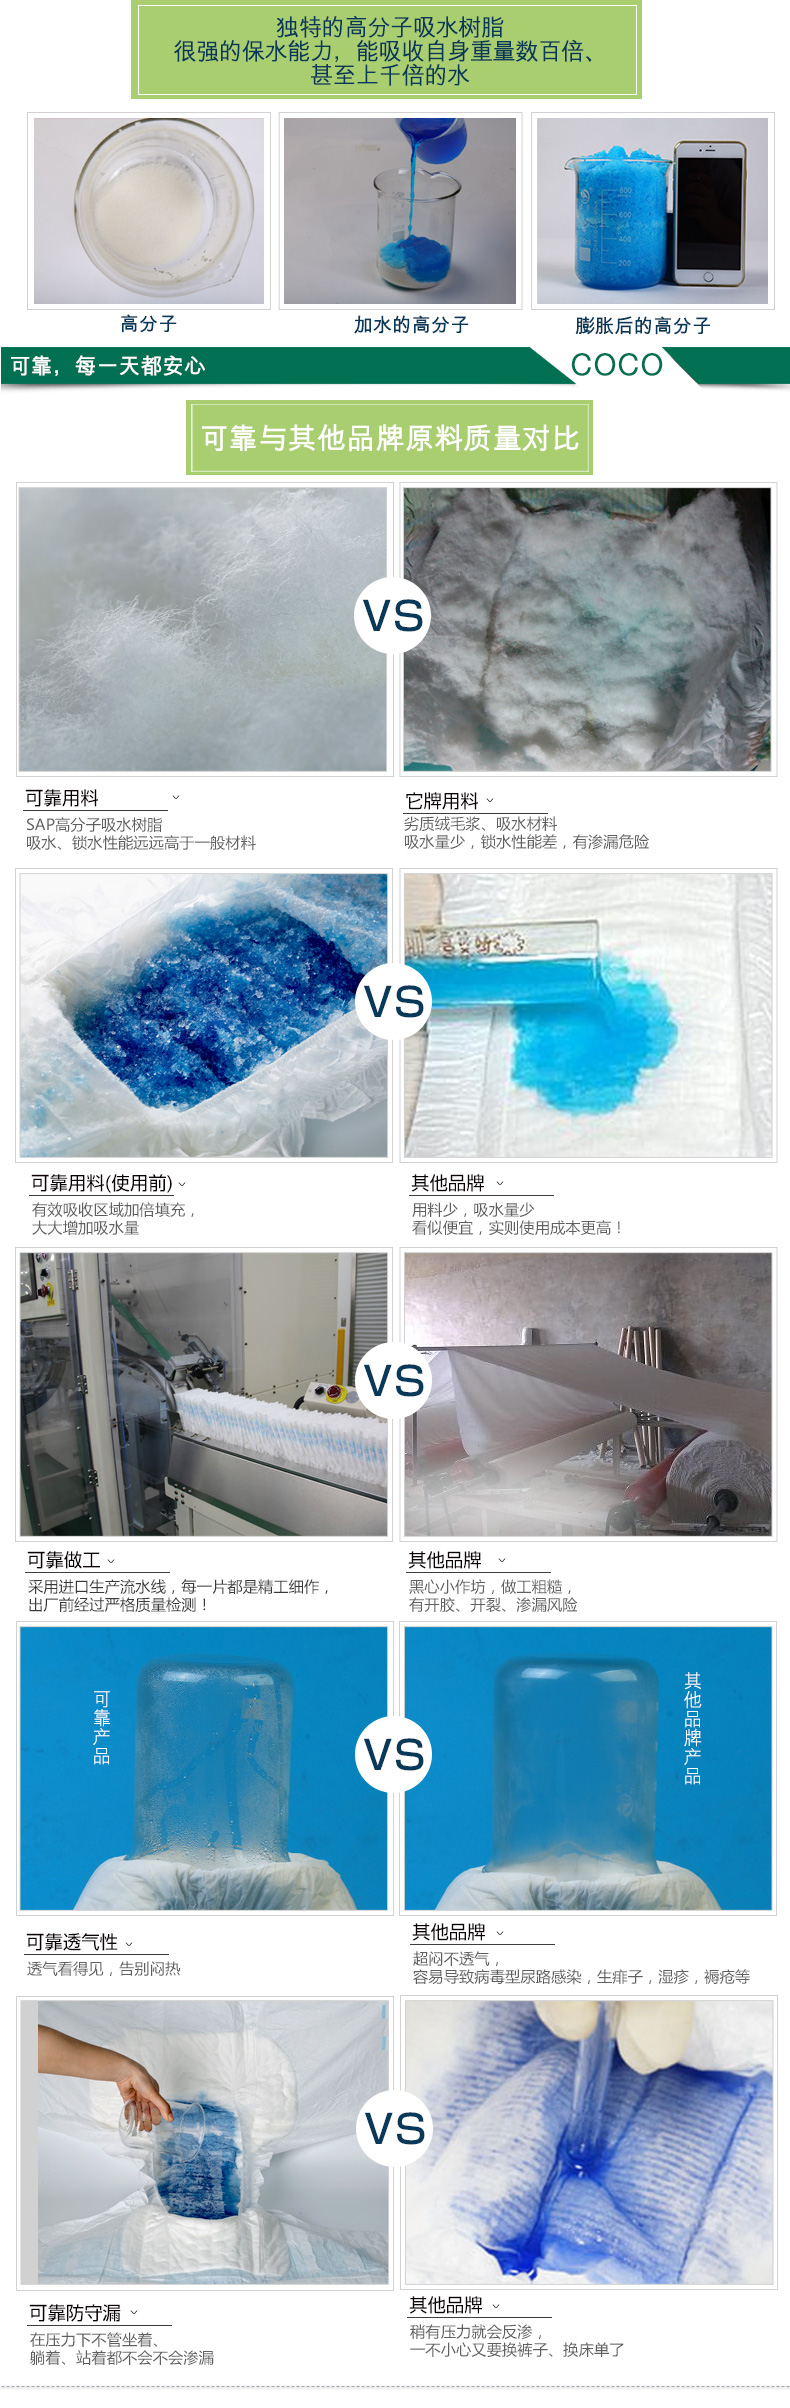 独特的高分子吸水树脂
很强的保水能力，能吸收自身重量数百倍、
甚至上千倍的水
800
600
400
200
高分子
加水的高分子
膨胀后的高分子
可靠，每一天都安心
COCO
可靠与其他品牌原料质量对比
VS
可靠用料
SAP高分子吸水树脂
吸水、锁水性能远远高于一般材料
它牌用料
劣质绒毛浆、吸水材料
吸水量少，锁水性能差，有渗漏危险
VS
可靠用料(使用前)
有效吸收区域加倍填充，
大大增加吸水量
其他品牌
用料少，吸水量少
看似便宜，实则使用成本更高！
VS
可靠做工
采用进口生产流水线，每一片都是精工细作，
出厂前经过严格质量检测！
其他品牌
黑心小作坊，做工粗糙，
有开胶、开裂、渗漏风险
可靠产品
VS
其他品牌产品
可靠透气性
透气看得见，告别闷热
其他品牌
超闷不透气，
容易导致病毒型尿路感染，生痱子，湿疹，褥疮等
VS
可靠防守漏
在压力下不管坐着、
躺着、站着都不会不会渗漏
其他品牌
稍有压力就会反渗，
一不小心又要换裤子、换床单了